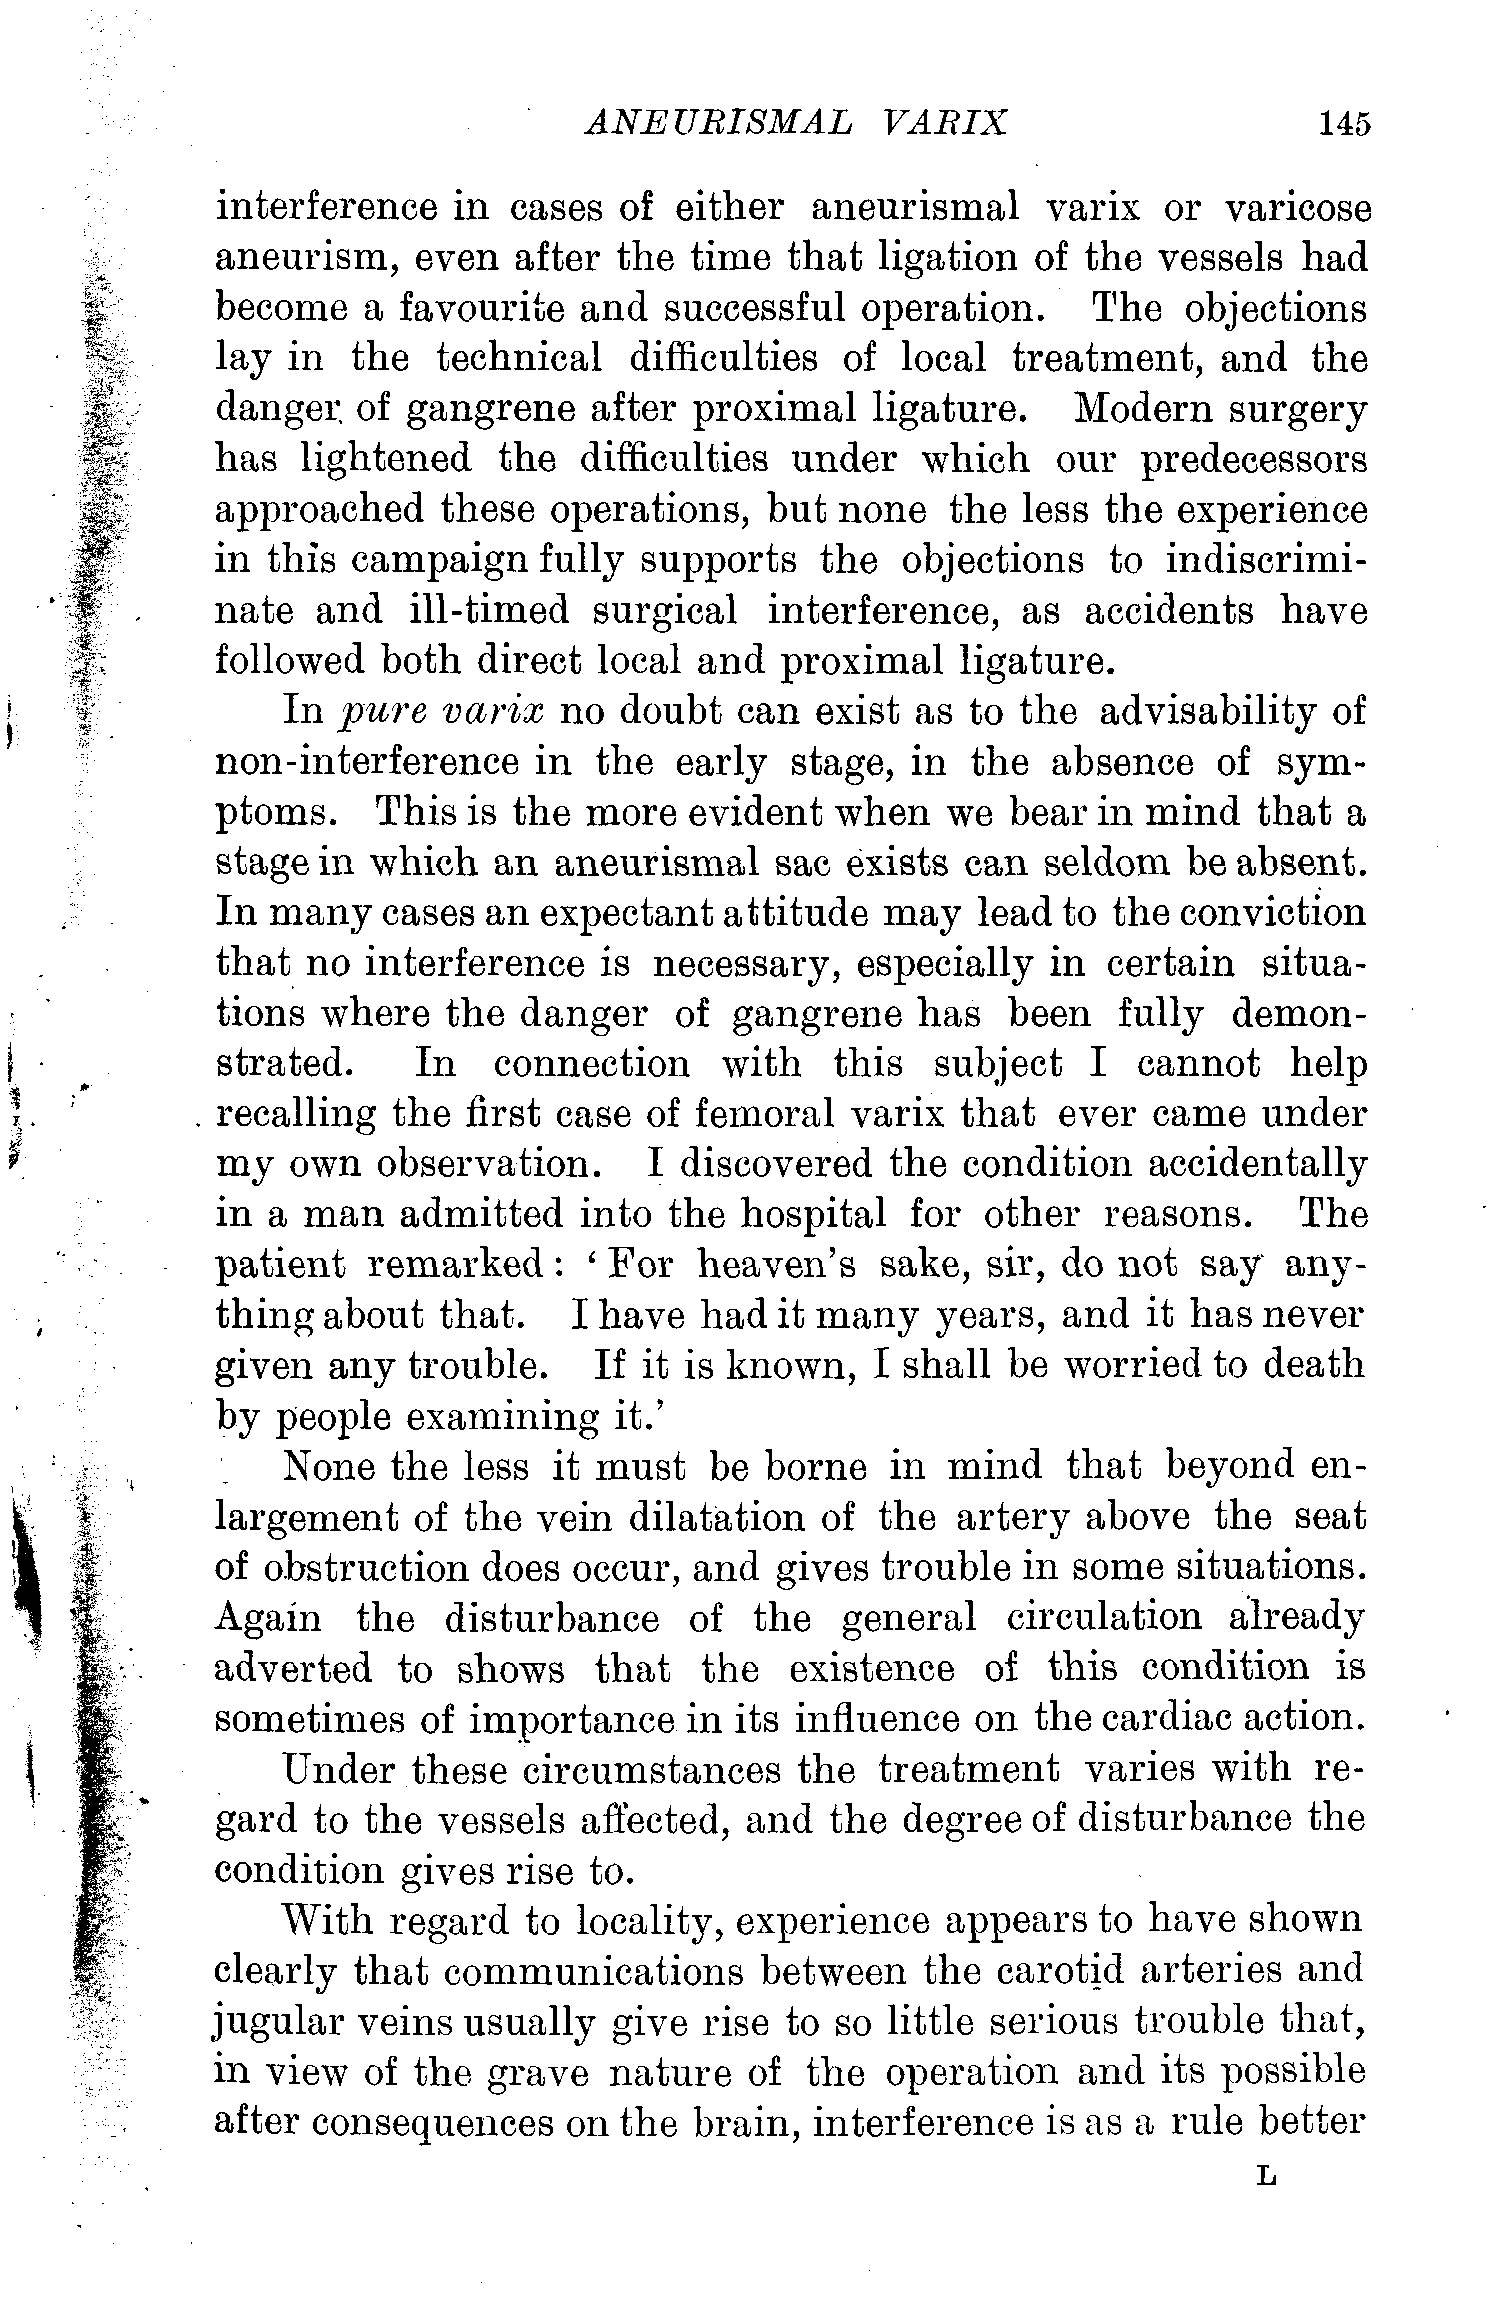 ANEURISMAL VARIX 145
interference in cases of either aneurismal varix or varicose
aneurism, even after the time that ligation of the vessels had
become a favourite and successful operation. The objections
lay in the technical difficulties of local treatment, and the
danger of gangrene after proximal ligature. Modern surgery
has lightened the difficulties under which our predecessors
approached these operations, but none the less the experience
in this campaign fully supports the objections to indiscrimi-
nate and ill-timed surgical interference, as accidents have
followed both direct local and proximal ligature.
In pure varix no doubt can exist as to the advisability of
non-interference in the early stage, in the absence of sym-
ptoms. This is the more evident when we bear in mind that a
stage in which an aneurismal sac exists can seldom be absent.
In many cases an expectant attitude may lead to the conviction
that no interference is necessary, especially in certain situa-
tions where the danger of gangrene has been fully demon-
strated. In connection with this subject I cannot help
recalling the first case of femoral varix that ever came under
my own observation. I discovered the condition accidentally
in a man admitted into the hospital for other reasons. The
patient remarked : ‘ For heaven’s sake, sir, do not say any-
thing about that. I have had it many years, and it has never
given any trouble. If it is known, I shall be worried to death
by people examining it.’
None the less it must be borne in mind that beyond en-
largement of the vein dilatation of the artery above the seat
of obstruction does occur, and gives trouble in some situations.
Again the disturbance of the general circulation already
adverted to shows that the existence of this condition is
sometimes of importance in its influence on the cardiac action.
Under these circumstances the treatment varies with re-
gard to the vessels affected, and the degree of disturbance the
condition gives rise to.
With regard to locality, experience appears to have shown
clearly that communications between the carotid arteries and
jugular veins usually give rise to so little serious trouble that,
in view of the grave nature of the operation and its possible
after consequences on the brain, interference is as a rule better
L